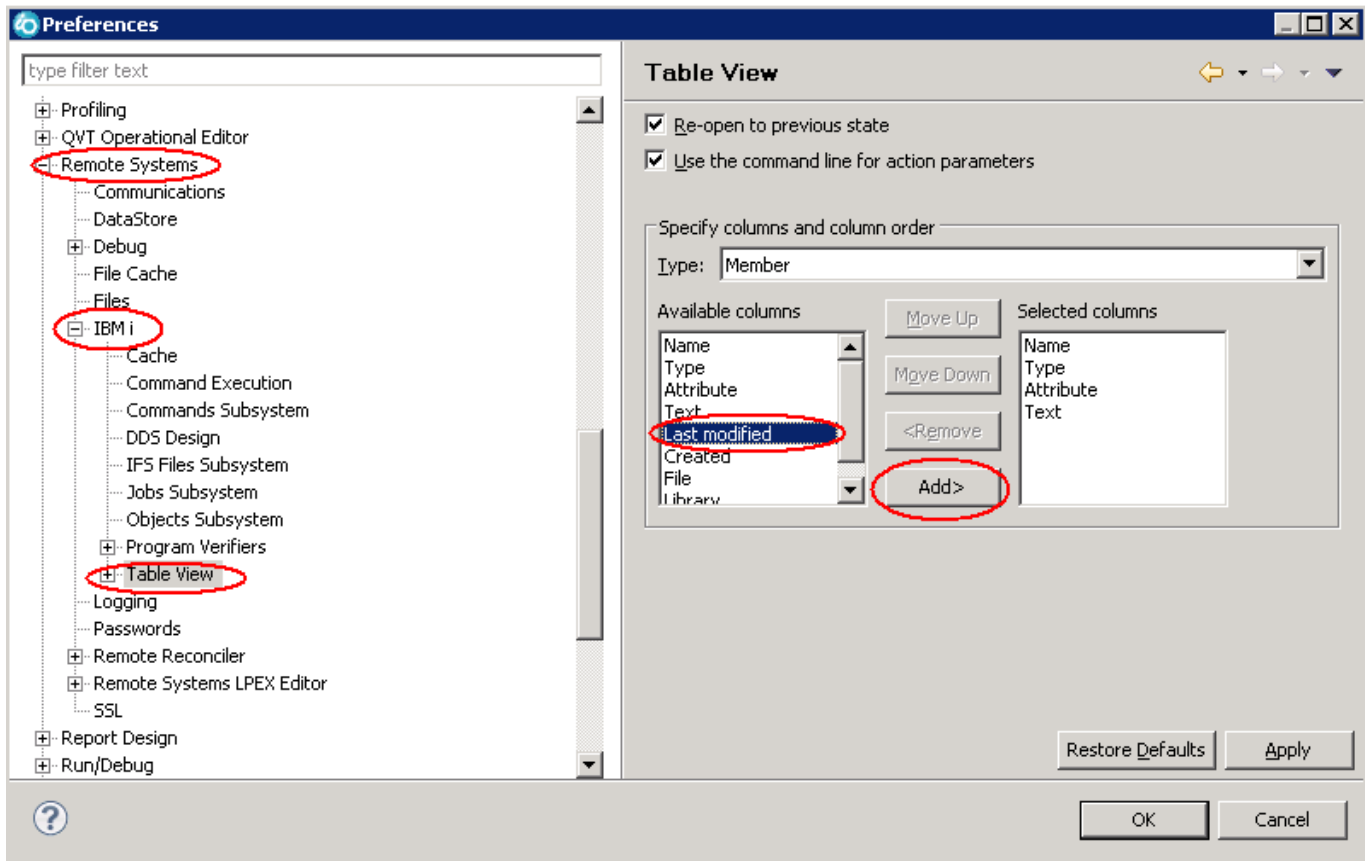 Preferences
type filter text
Profiling
QVT Operational Editor
Remote Systems
Communications
DataStore
Debug
File Cache
Files
IBM i
Cache
Command Execution
Commands Subsystem
DDS Design
IFS Files Subsystem
Jobs Subsystem
Objects Subsystem
Program Verifiers
Table View
Logging
Passwords
Remote Reconciler
Remote Systems LPEX Editor
SSL
Report Design
Run/Debug
Table View
Re-open to previous state
Use the command line for action parameters
Specify columns and column order
Type: Member
Available columns
Name
Type
Attribute
Text
Last modified
Created
File
Library
Move Up
Move Down
<Remove
Add>
Selected columns
Name
Type
Attribute
Text
Restore Defaults Apply
OK Cancel